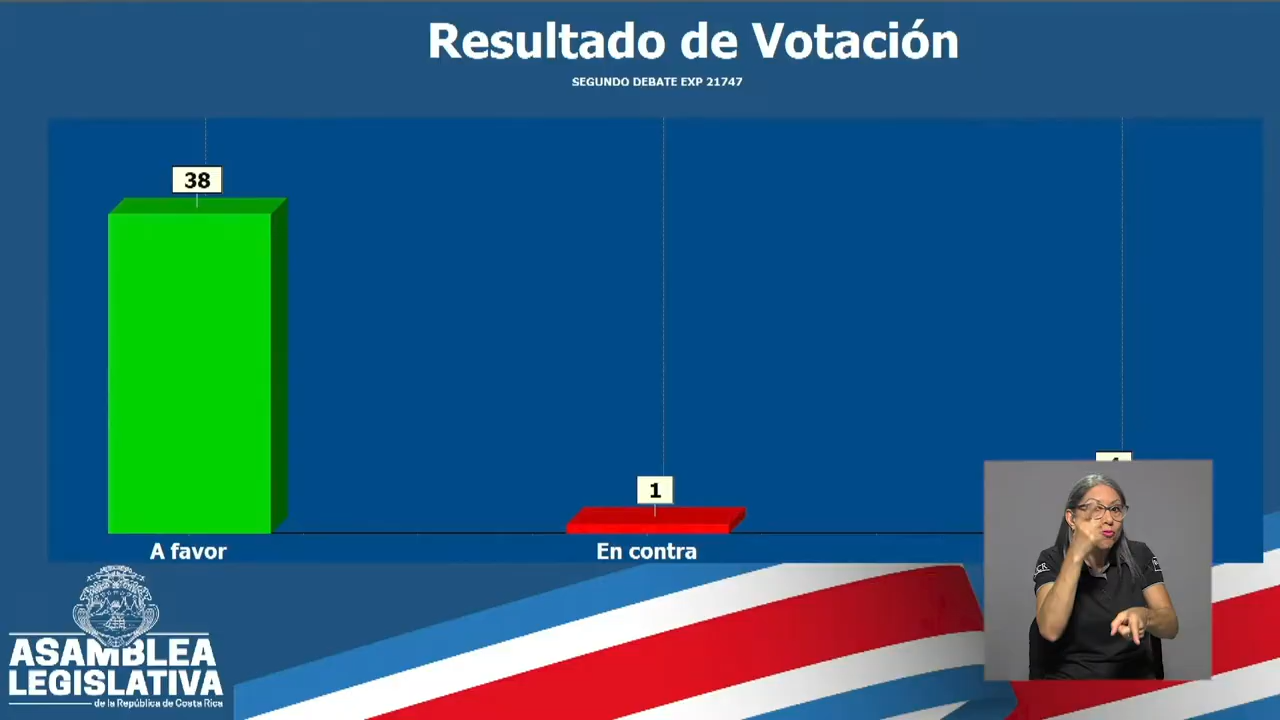 Resultado de Votación
SEGUNDO DEBATE EXP 21747
38
1
A favor
En contra
ASAMBLEA
LEGISLATIVA
de la República de Costa Rica